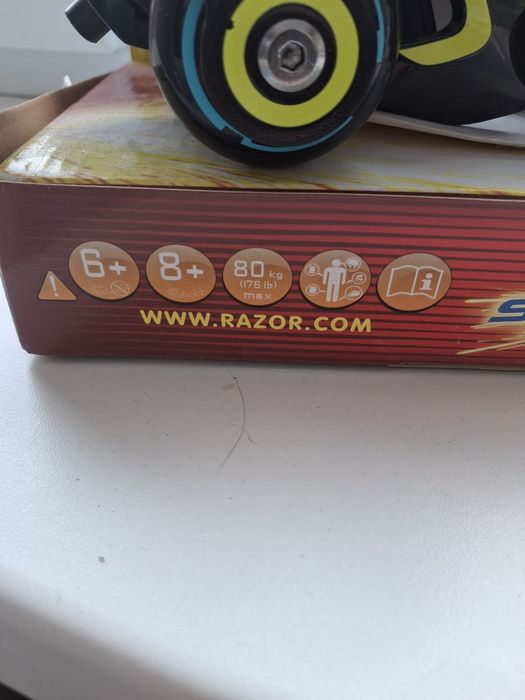 6+
8+
80 kg
(176 lb)
max
WWW.RAZOR.COM